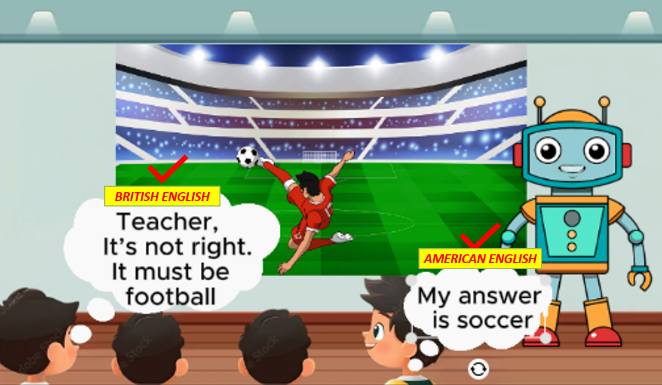 BRITISH ENGLISH
Teacher,
It's not right.
It must be
football
AMERICAN ENGLISH
My answer
is soccer